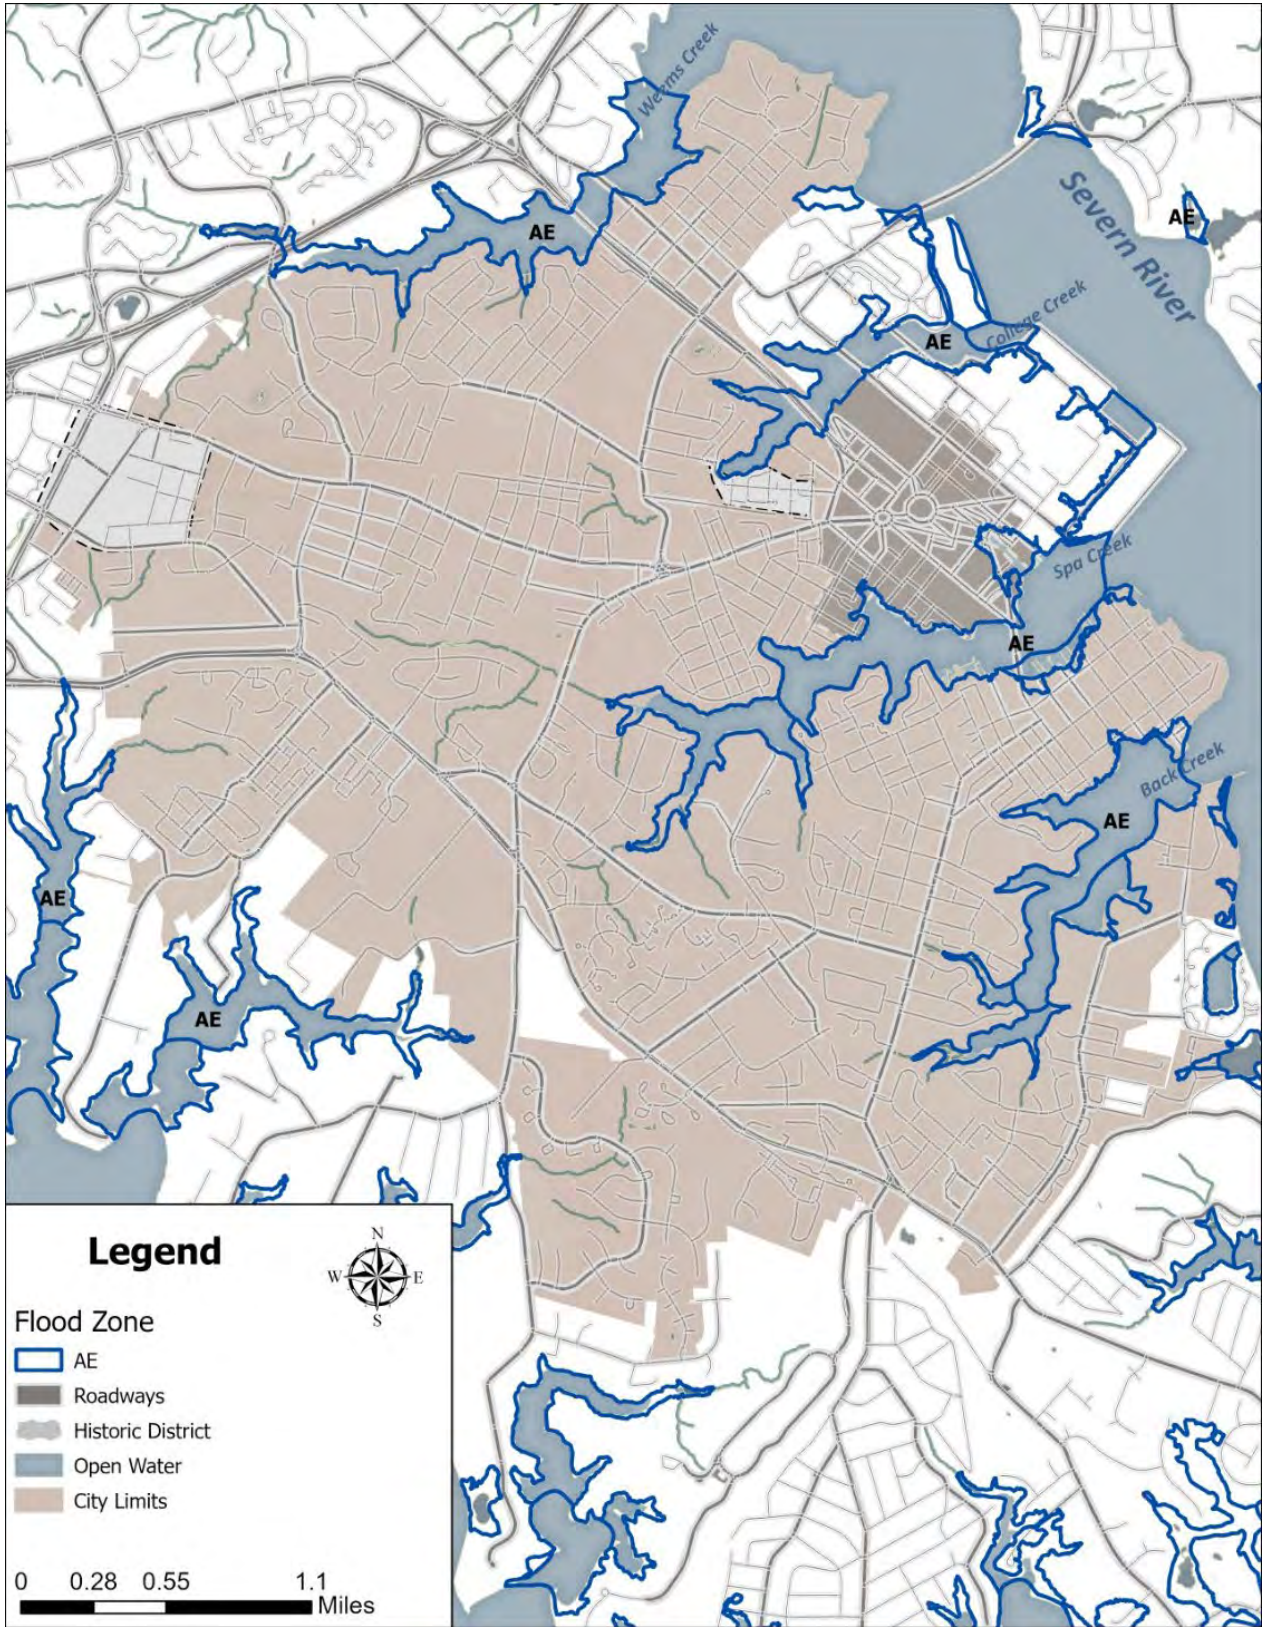 Weems Creek
Severn River
AE
AE
College Creek
AE
Spa Creek
AE
Back Creek
AE
AE
AE
Legend
N
W E
S
Flood Zone
AE
Roadways
Historic District
Open Water
City Limits
0 0.28 0.55 1.1
Miles